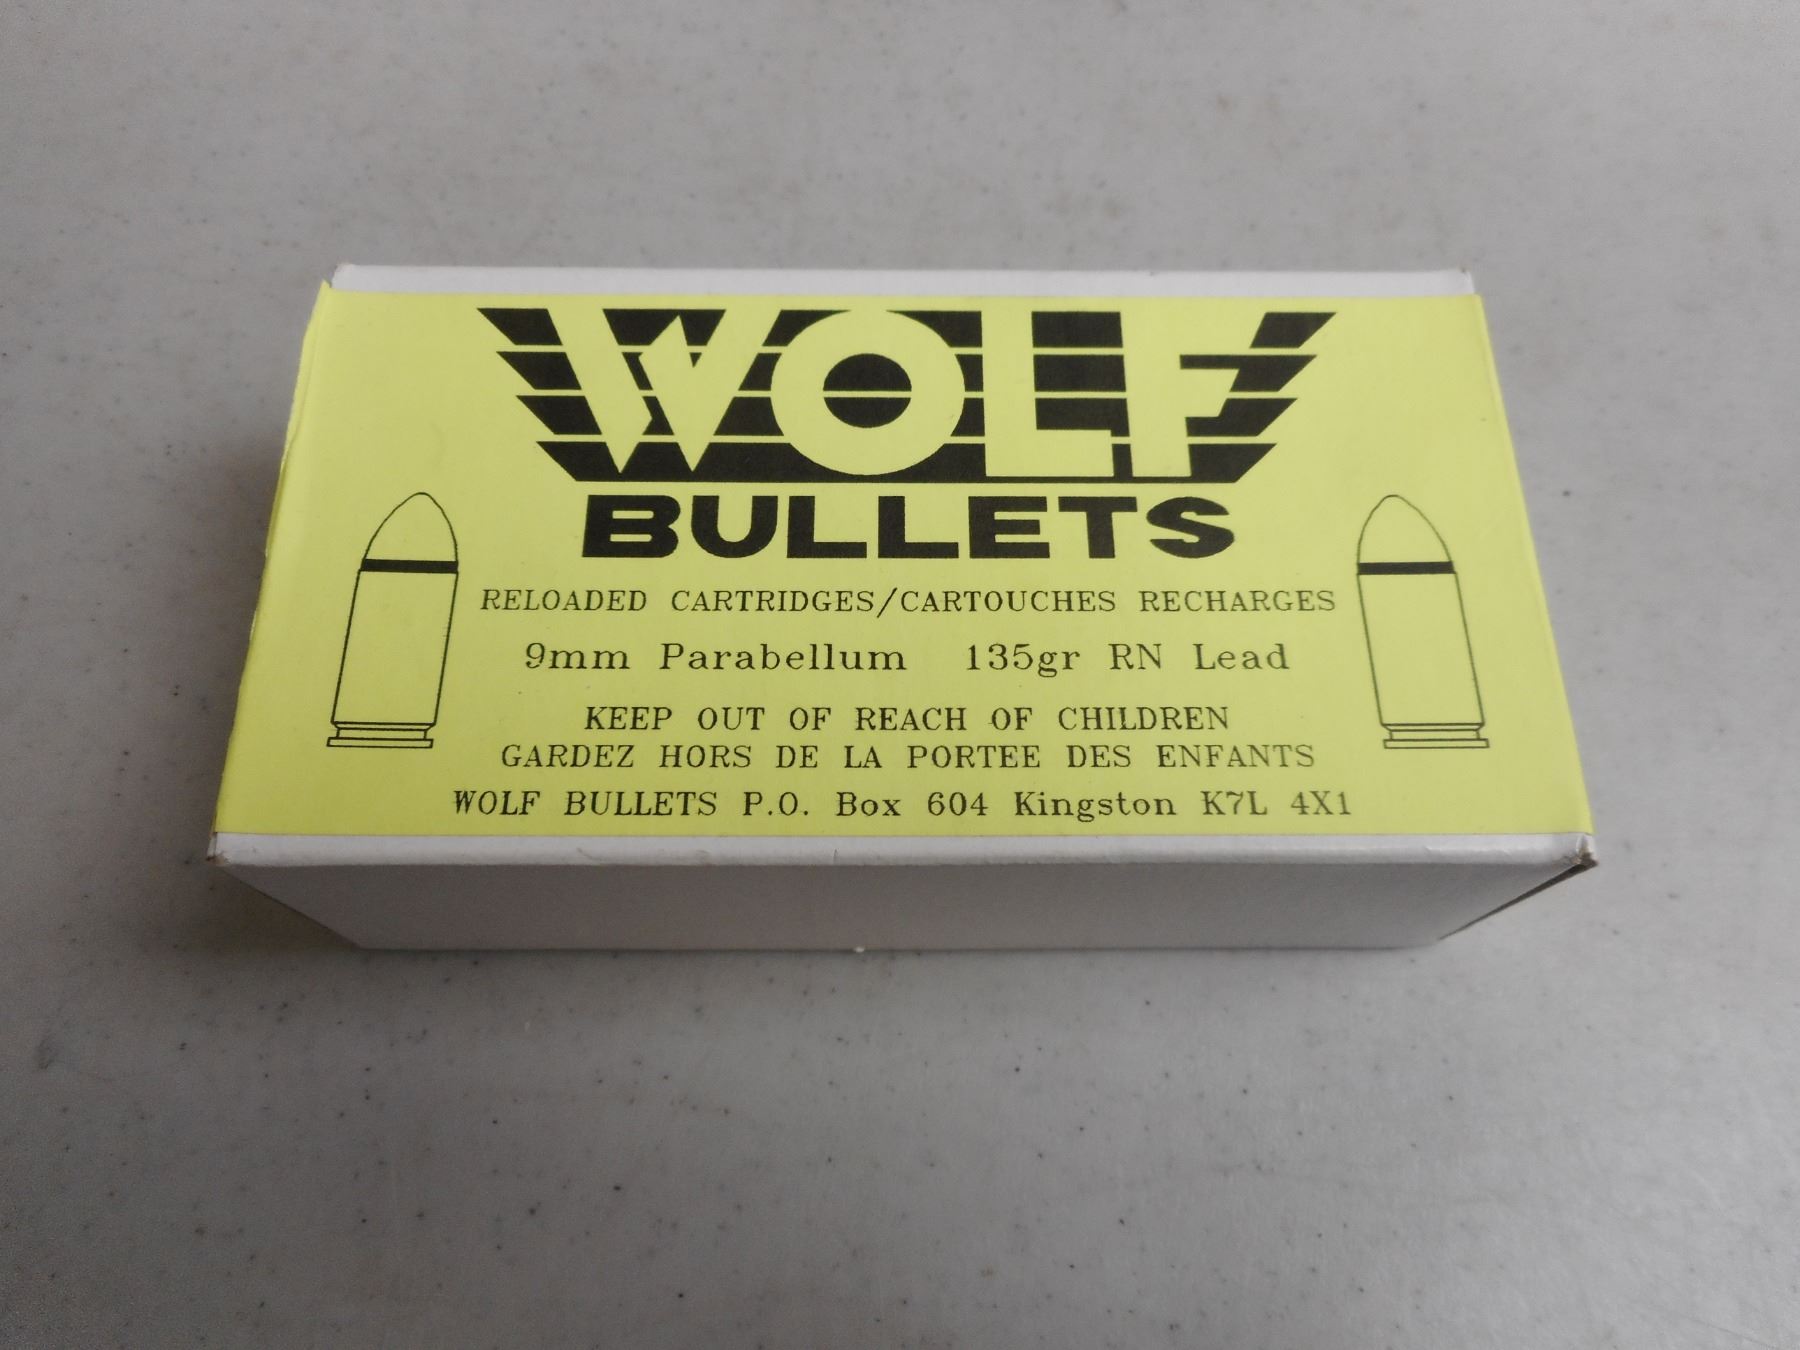 WOLF
BULLETS
RELOADED CARTRIDGES/CARTOUCHES RECHARGES
9mm Parabellum 135gr RN Lead
KEEP OUT OF REACH OF CHILDREN
GARDEZ HORS DE LA PORTEE DES ENFANTS
WOLF BULLETS P.O. Box 604 Kingston K7L 4X1